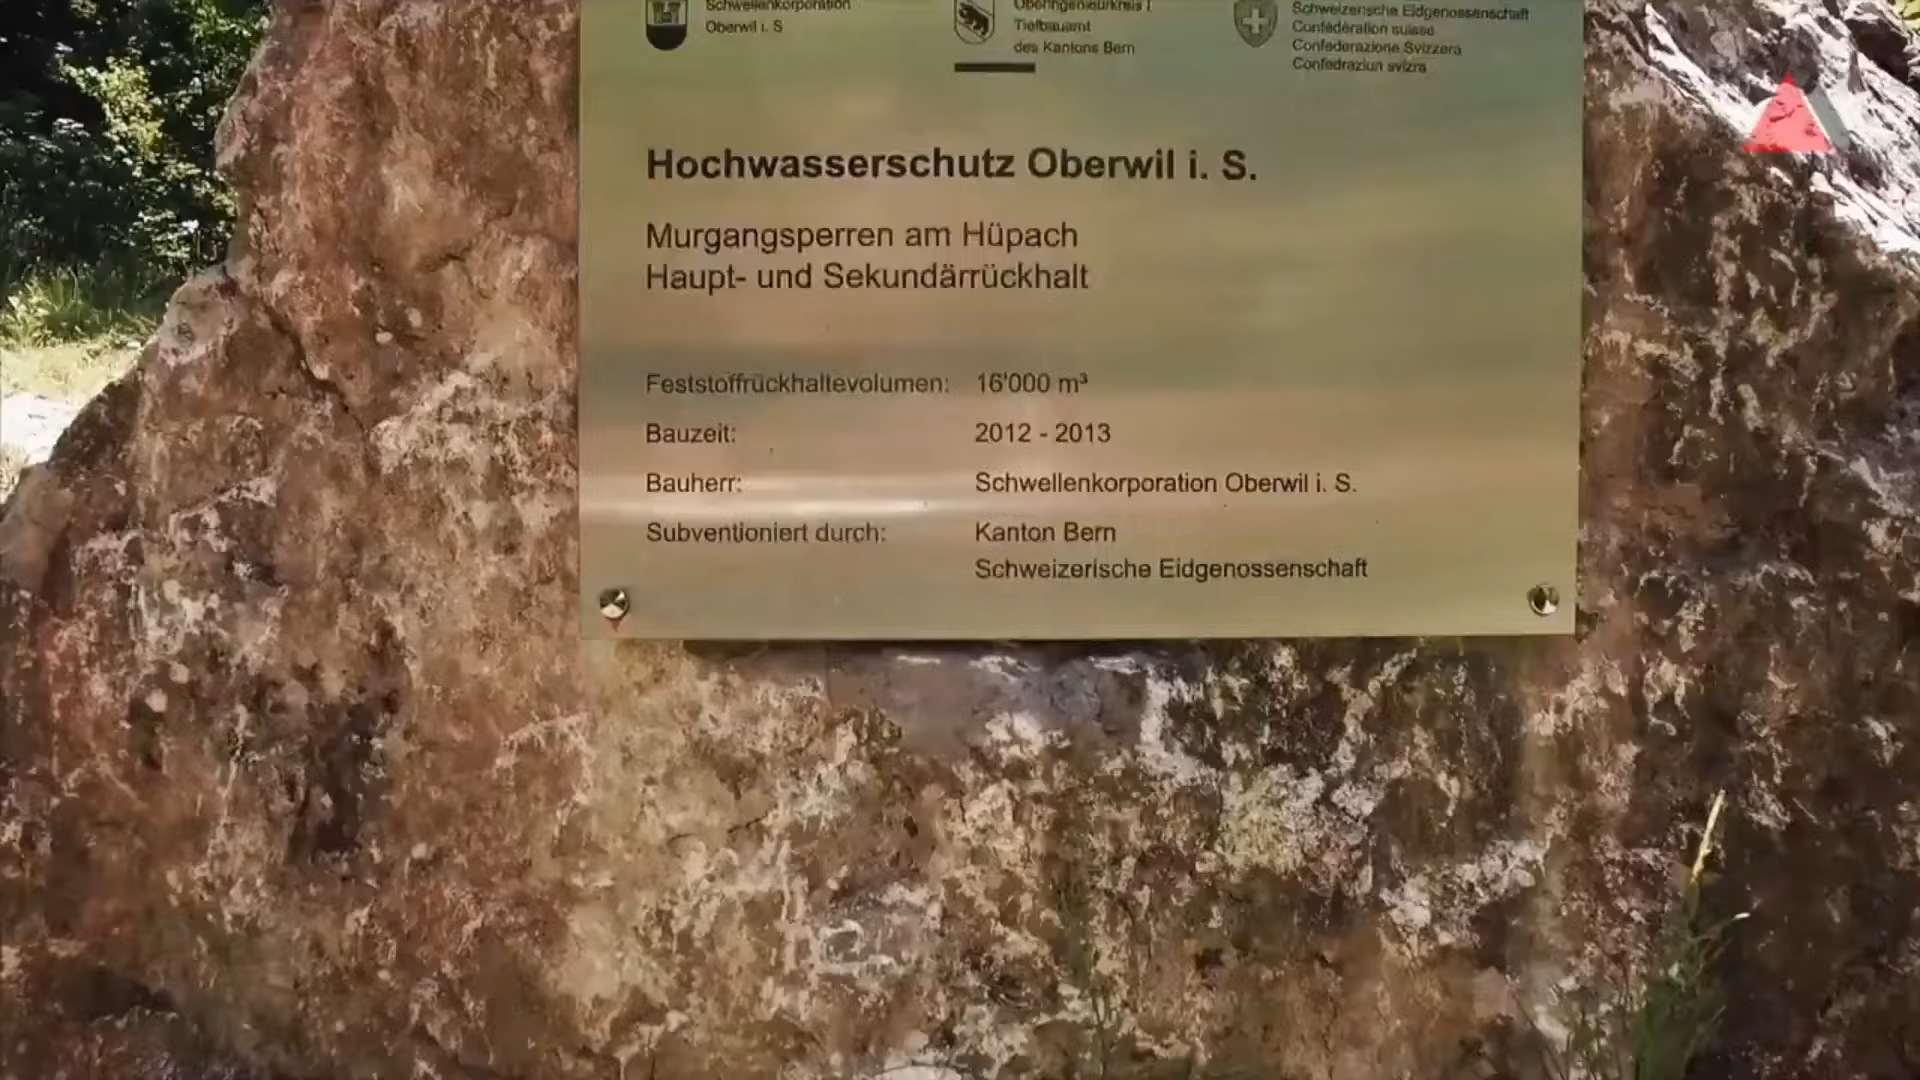 Schwellenkorporation
Oberwil i. S
Oberingenieurkreis I
Tiefbauamt
des Kantons Bern
Schweizerische Eidgenossenschaft
Confédération suisse
Confederazione Svizzera
Confederaziun svizra
Hochwasserschutz Oberwil i. S.
Murgangsperren am Hüpach
Haupt- und Sekundärrückhalt
Feststoffrückhaltevolumen: 16'000 m³
Bauzeit: 2012 - 2013
Bauherr: Schwellenkorporation Oberwil i. S.
Subventioniert durch: Kanton Bern
Schweizerische Eidgenossenschaft